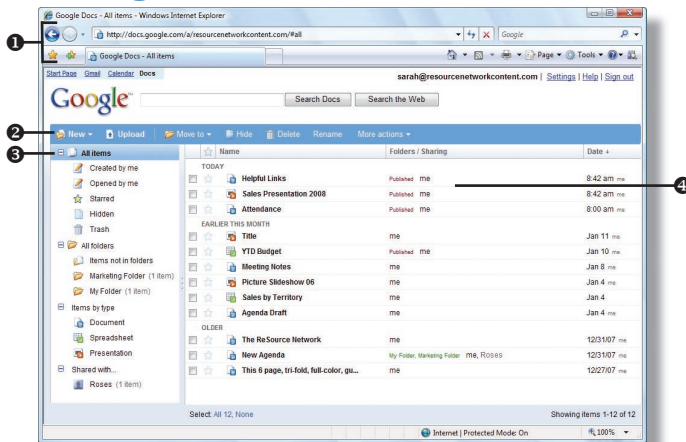 Google Docs - All items - Windows Internet Explorer
http://docs.google.com/a/resourcenetworkcontent.com/#all
Google
Google Docs - All items
Page
Tools
Start Page Gmail Calendar Docs
sarah@resourcenetworkcontent.com | Settings | Help | Sign out
Google
Search Docs Search the Web
New Upload Move to Hide Delete Rename More actions
All items
Created by me
Opened by me
Starred
Hidden
Trash
All folders
Items not in folders
Marketing Folder (1 item)
My Folder (1 item)
Items by type
Document
Spreadsheet
Presentation
Shared with...
Roses (1 item)
Name Folders / Sharing Date
TODAY
Helpful Links Published me 8:42 am me
Sales Presentation 2008 Published me 8:42 am me
Attendance Published me 8:00 am me
EARLIER THIS MONTH
Title me Jan 11 me
YTD Budget Published me Jan 10 me
Meeting Notes me Jan 8 me
Picture Slideshow 06 me Jan 4 me
Sales by Territory me Jan 4
Agenda Draft me Jan 4 me
OLDER
The ReSource Network me 12/31/07 me
New Agenda My Folder, Marketing Folder me, Roses 12/31/07 me
This 6 page, tri-fold, full-color, gu... me 12/27/07 me
Select: All 12, None
Showing items 1-12 of 12
Internet | Protected Mode: On
100%
1
2
3
4